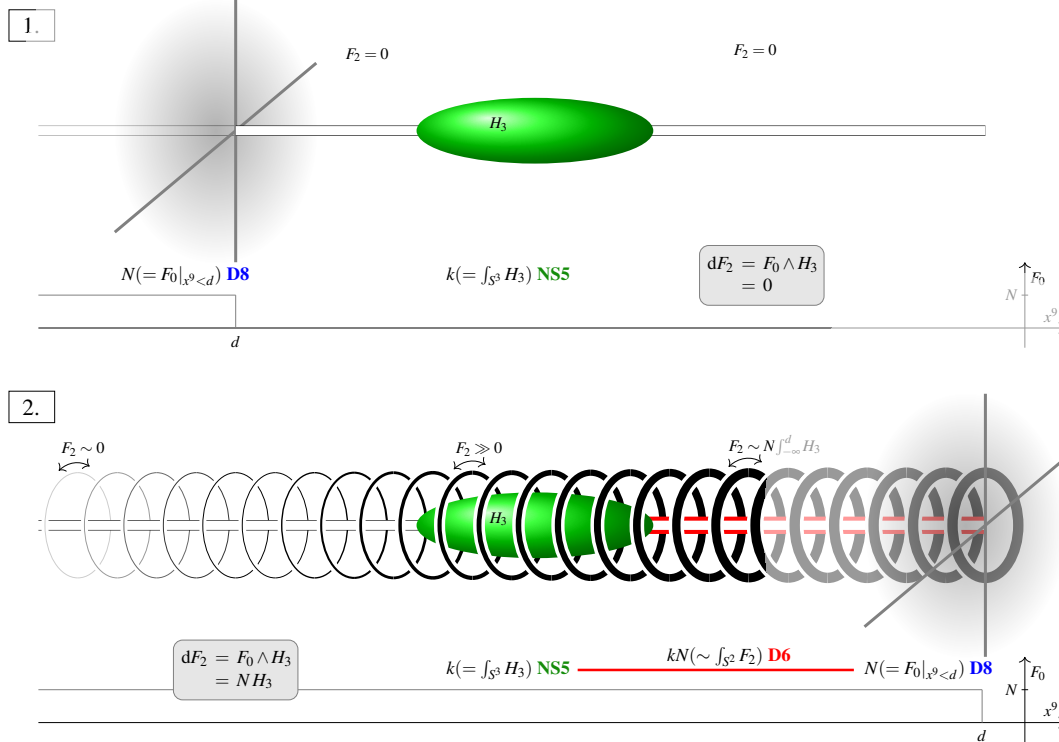 1.
F₂ = 0
F₂ = 0
H₃
N(= F₀|ₓ⁹<d) D8
k(= ∫_{S³} H₃) NS5
dF₂ = F₀ ∧ H₃
= 0
F₀
N
x⁹
d
2.
F₂ ∼ 0
F₂ ≫ 0
F₂ ∼ N ∫_{−∞}^{d} H₃
H₃
dF₂ = F₀ ∧ H₃
= N H₃
k(= ∫_{S³} H₃) NS5
kN(∼ ∫_{S²} F₂) D6
N(= F₀|ₓ⁹<d) D8
F₀
N
x⁹
d